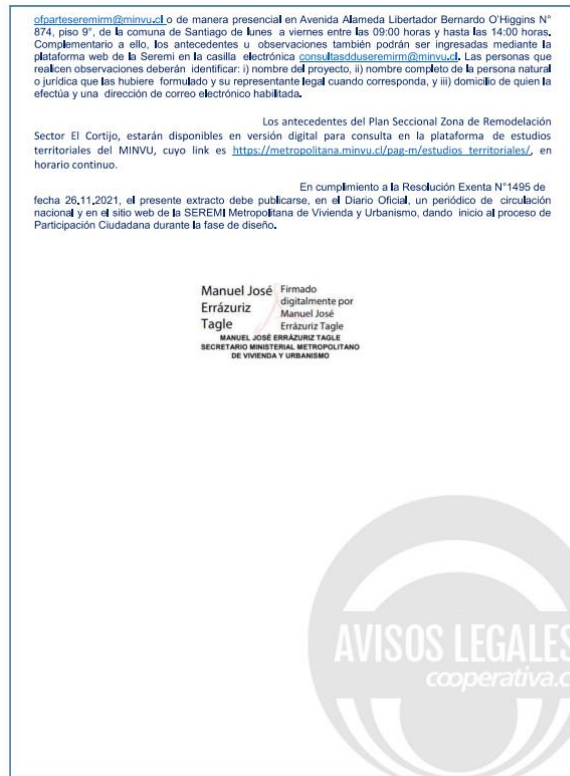 ofparteseremirm@minvu.cl o de manera presencial en Avenida Alameda Libertador Bernardo O'Higgins N°
874, piso 9°, de la comuna de Santiago de lunes a viernes entre las 09:00 horas y hasta las 14:00 horas.
Complementario a ello, los antecedentes u observaciones también podrán ser ingresadas mediante la
plataforma web de la Seremi en la casilla electrónica consultasdduseremirm@minvu.cl. Las personas que
realicen observaciones deberán identificar: i) nombre del proyecto, ii) nombre completo de la persona natural
o jurídica que las hubiere formulado y su representante legal cuando corresponda, y iii) domicilio de quien la
efectúa y una dirección de correo electrónico habilitada.
Los antecedentes del Plan Seccional Zona de Remodelación
Sector El Cortijo, estarán disponibles en versión digital para consulta en la plataforma de estudios
territoriales del MINVU, cuyo link es https://metropolitana.minvu.cl/pag-m/estudios_territoriales/, en
horario continuo.
En cumplimiento a la Resolución Exenta N°1495 de
fecha 26.11.2021, el presente extracto debe publicarse, en el Diario Oficial, un periódico de circulación
nacional y en el sitio web de la SEREMI Metropolitana de Vivienda y Urbanismo, dando inicio al proceso de
Participación Ciudadana durante la fase de diseño.
Manuel José
Errázuriz
Tagle
Firmado
digitalmente por
Manuel José
Errázuriz Tagle
MANUEL JOSÉ ERRÁZURIZ TAGLE
SECRETARIO MINISTERIAL METROPOLITANO
DE VIVIENDA Y URBANISMO
AVISOS LEGALES
cooperativa.c